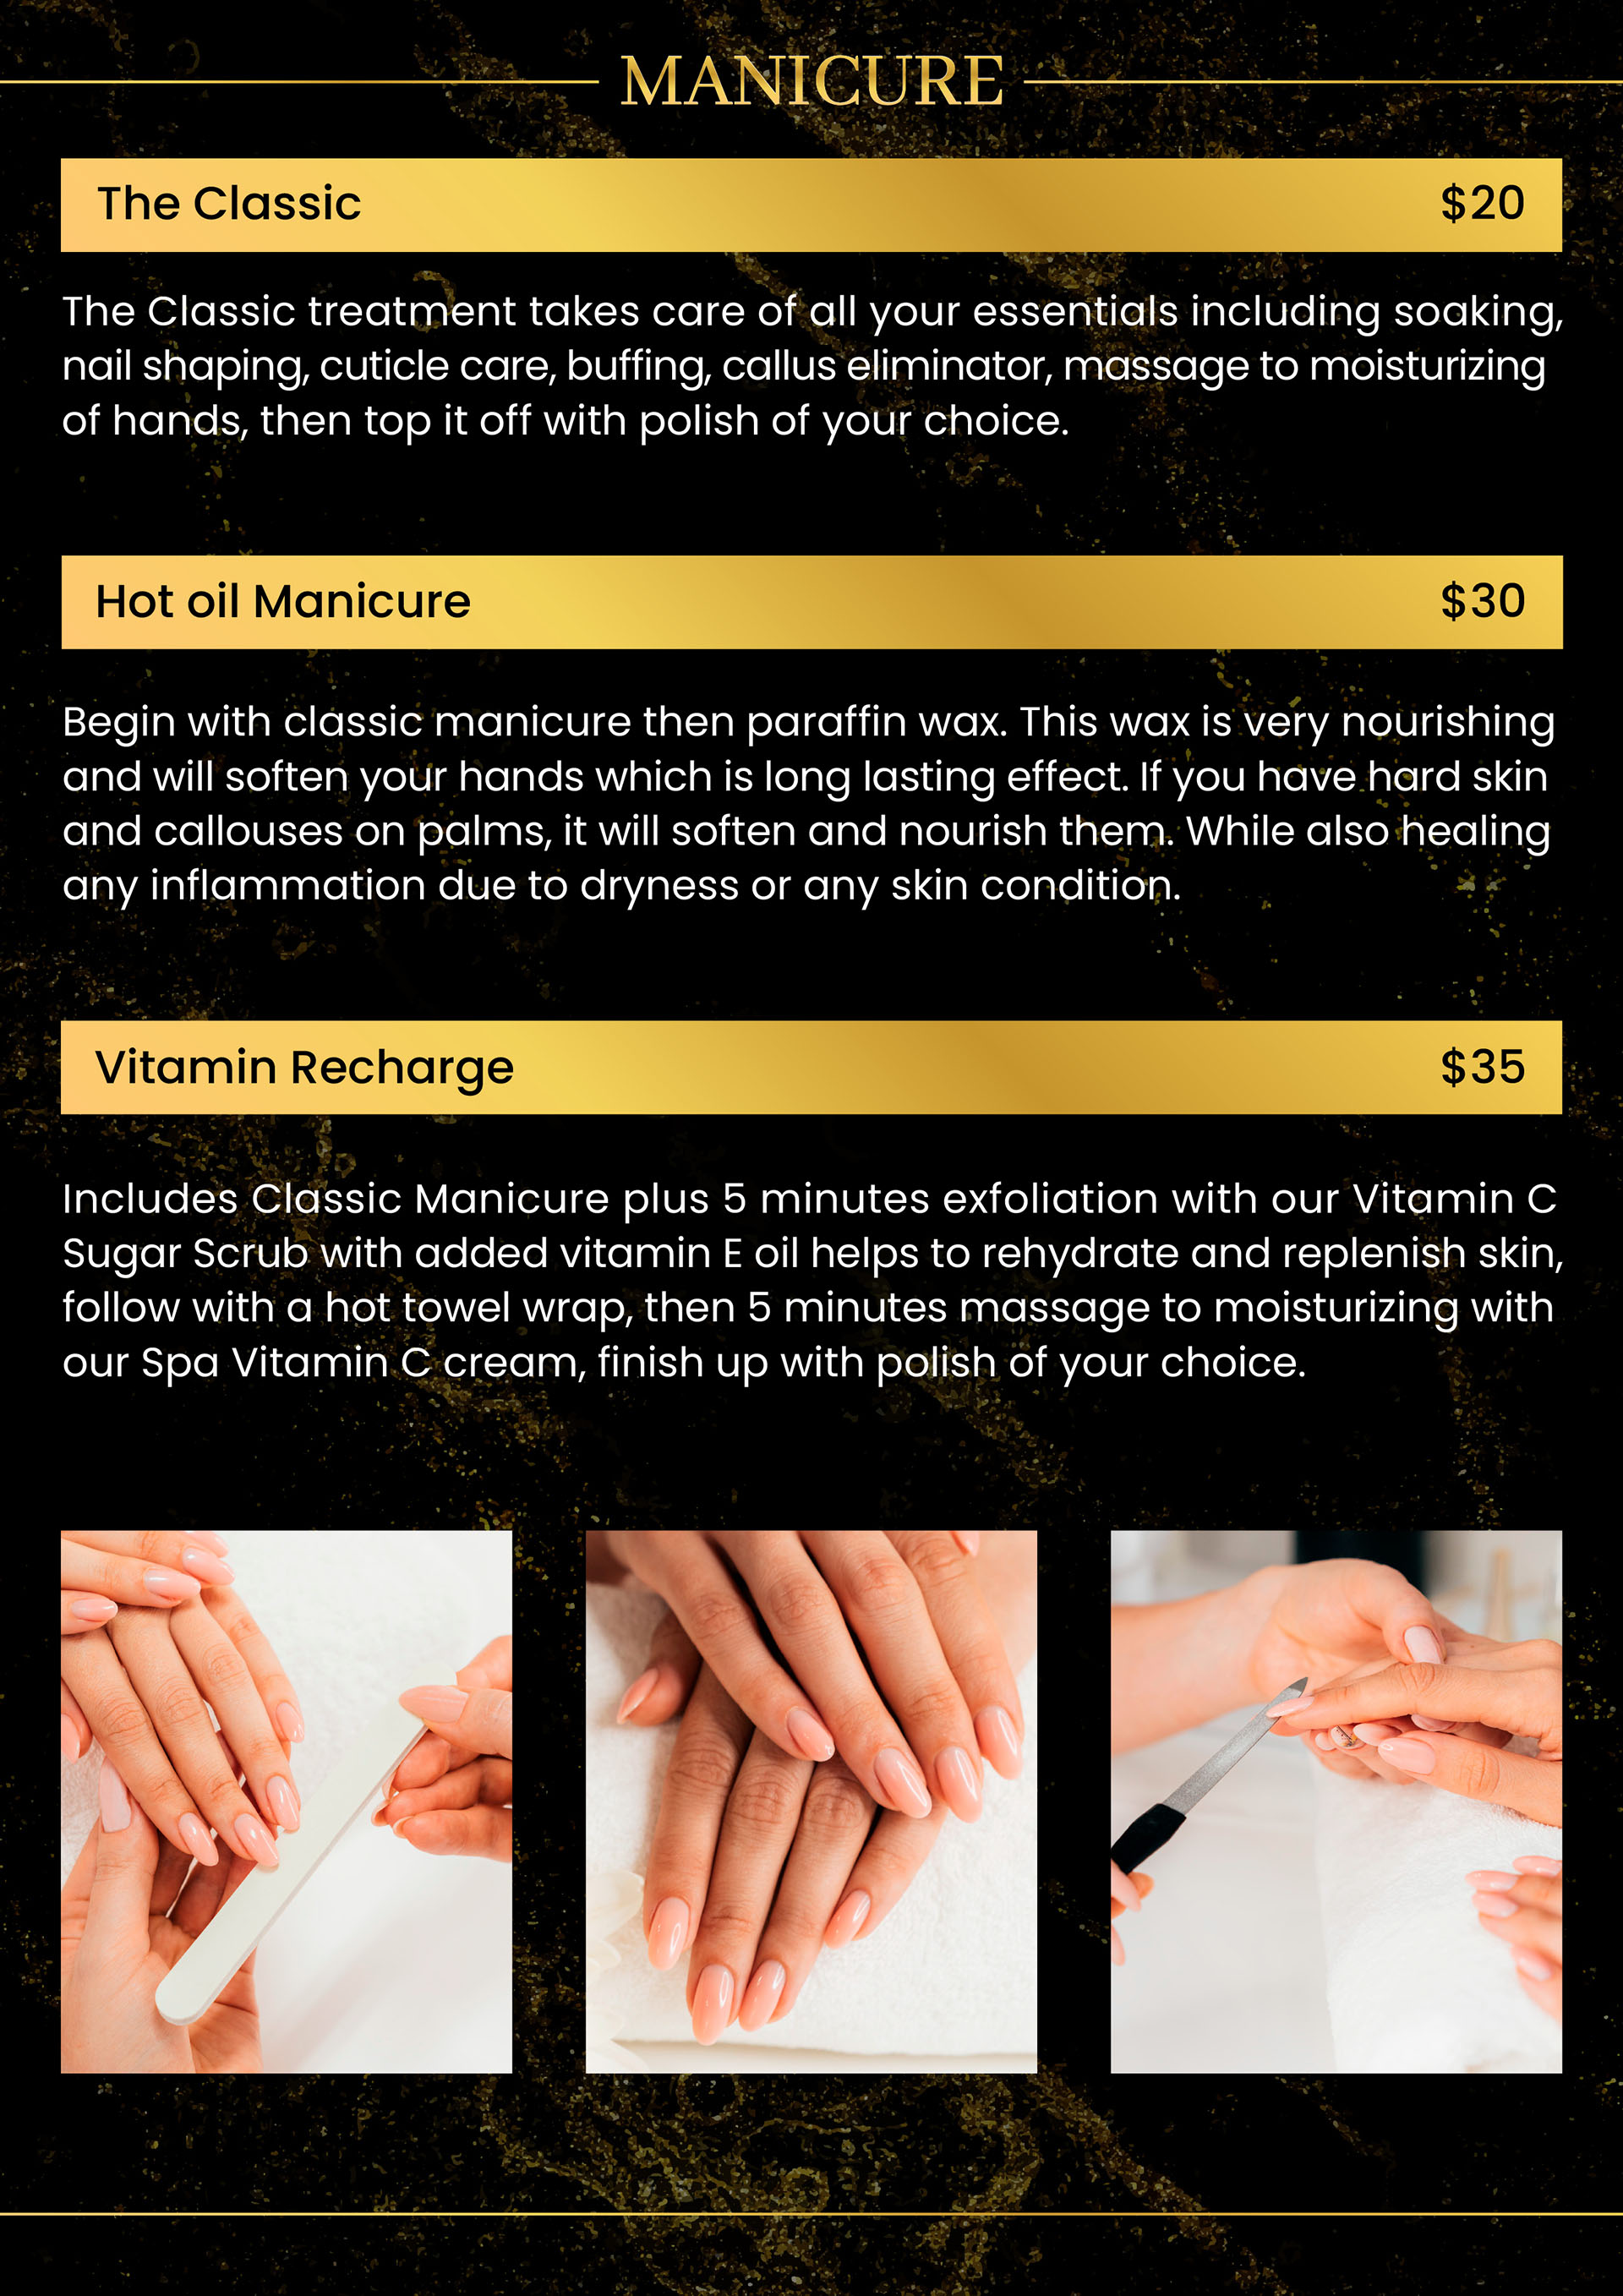 MANICURE
The Classic $20
The Classic treatment takes care of all your essentials including soaking,
nail shaping, cuticle care, buffing, callus eliminator, massage to moisturizing
of hands, then top it off with polish of your choice.
Hot oil Manicure $30
Begin with classic manicure then paraffin wax. This wax is very nourishing
and will soften your hands which is long lasting effect. If you have hard skin
and callouses on palms, it will soften and nourish them. While also healing
any inflammation due to dryness or any skin condition.
Vitamin Recharge $35
Includes Classic Manicure plus 5 minutes exfoliation with our Vitamin C
Sugar Scrub with added vitamin E oil helps to rehydrate and replenish skin,
follow with a hot towel wrap, then 5 minutes massage to moisturizing with
our Spa Vitamin C cream, finish up with polish of your choice.